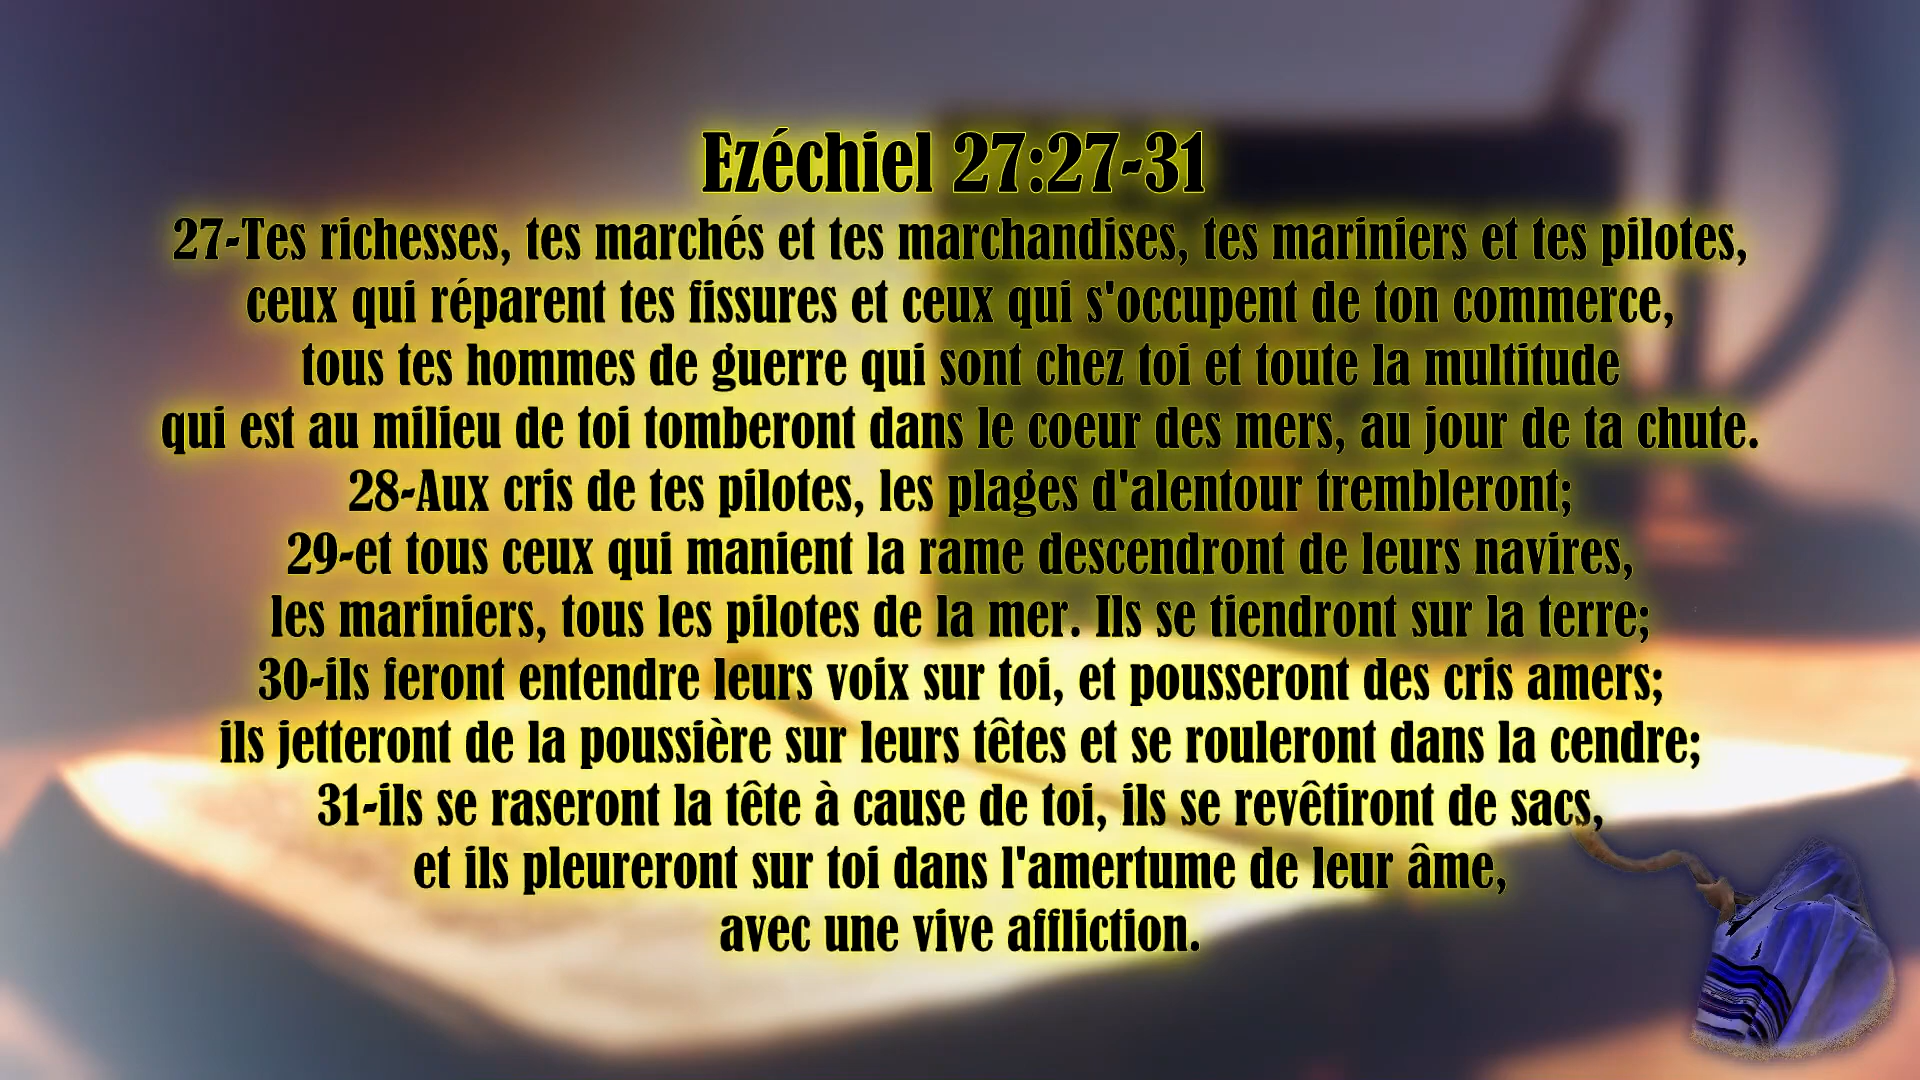 Ezéchiel 27:27-31
27-Tes richesses, tes marchés et tes marchandises, tes mariniers et tes pilotes,
ceux qui réparent tes fissures et ceux qui s'occupent de ton commerce,
tous tes hommes de guerre qui sont chez toi et toute la multitude
qui est au milieu de toi tomberont dans le coeur des mers, au jour de ta chute.
28-Aux cris de tes pilotes, les plages d'alentour trembleront;
29-et tous ceux qui manient la rame descendront de leurs navires,
les mariniers, tous les pilotes de la mer. Ils se tiendront sur la terre;
30-ils feront entendre leurs voix sur toi, et pousseront des cris amers;
ils jetteront de la poussière sur leurs têtes et se rouleront dans la cendre;
31-ils se raseront la tête à cause de toi, ils se revêtiront de sacs,
et ils pleureront sur toi dans l'amertume de leur âme,
avec une vive affliction.